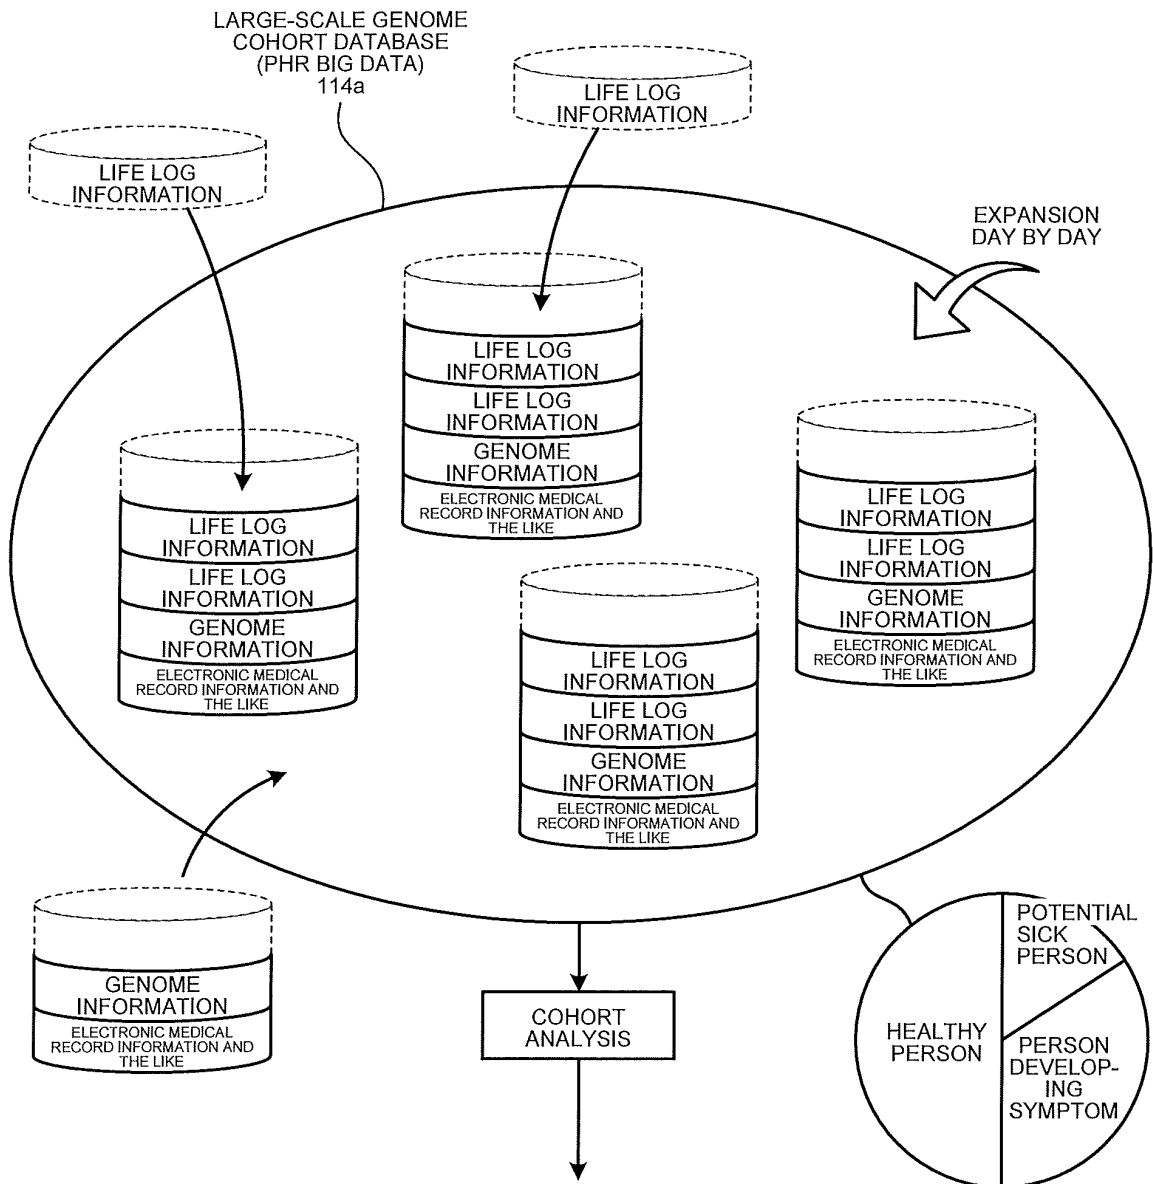 LARGE-SCALE GENOME
COHORT DATABASE
(PHR BIG DATA)
114a
LIFE LOG
INFORMATION
LIFE LOG
INFORMATION
EXPANSION
DAY BY DAY
LIFE LOG
INFORMATION
LIFE LOG
INFORMATION
GENOME
INFORMATION
ELECTRONIC MEDICAL
RECORD INFORMATION AND
THE LIKE
LIFE LOG
INFORMATION
LIFE LOG
INFORMATION
GENOME
INFORMATION
ELECTRONIC MEDICAL
RECORD INFORMATION AND
THE LIKE
LIFE LOG
INFORMATION
LIFE LOG
INFORMATION
GENOME
INFORMATION
ELECTRONIC MEDICAL
RECORD INFORMATION AND
THE LIKE
LIFE LOG
INFORMATION
LIFE LOG
INFORMATION
GENOME
INFORMATION
ELECTRONIC MEDICAL
RECORD INFORMATION AND
THE LIKE
GENOME
INFORMATION
ELECTRONIC MEDICAL
RECORD INFORMATION AND
THE LIKE
COHORT
ANALYSIS
HEALTHY
PERSON
POTENTIAL
SICK
PERSON
PERSON
DEVELOP-
ING
SYMPTOM